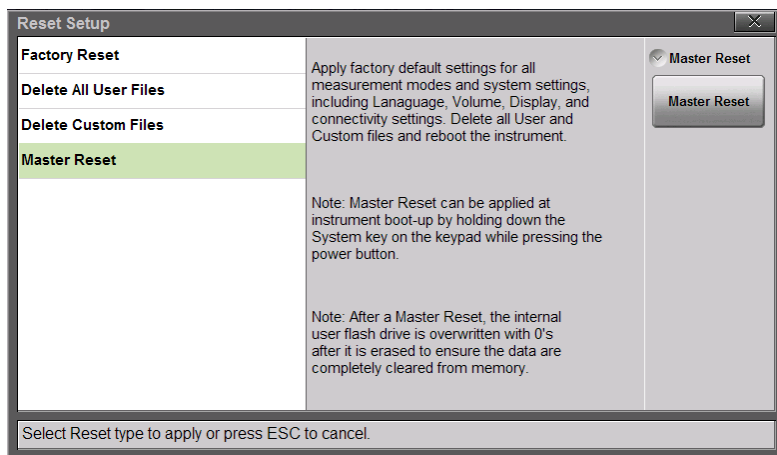 Reset Setup
Factory Reset
Delete All User Files
Delete Custom Files
Master Reset
Apply factory default settings for all
measurement modes and system settings,
including Lanaguage, Volume, Display, and
connectivity settings. Delete all User and
Custom files and reboot the instrument.
Note: Master Reset can be applied at
instrument boot-up by holding down the
System key on the keypad while pressing the
power button.
Note: After a Master Reset, the internal
user flash drive is overwritten with 0's
after it is erased to ensure the data are
completely cleared from memory.
Master Reset
Master Reset
Select Reset type to apply or press ESC to cancel.